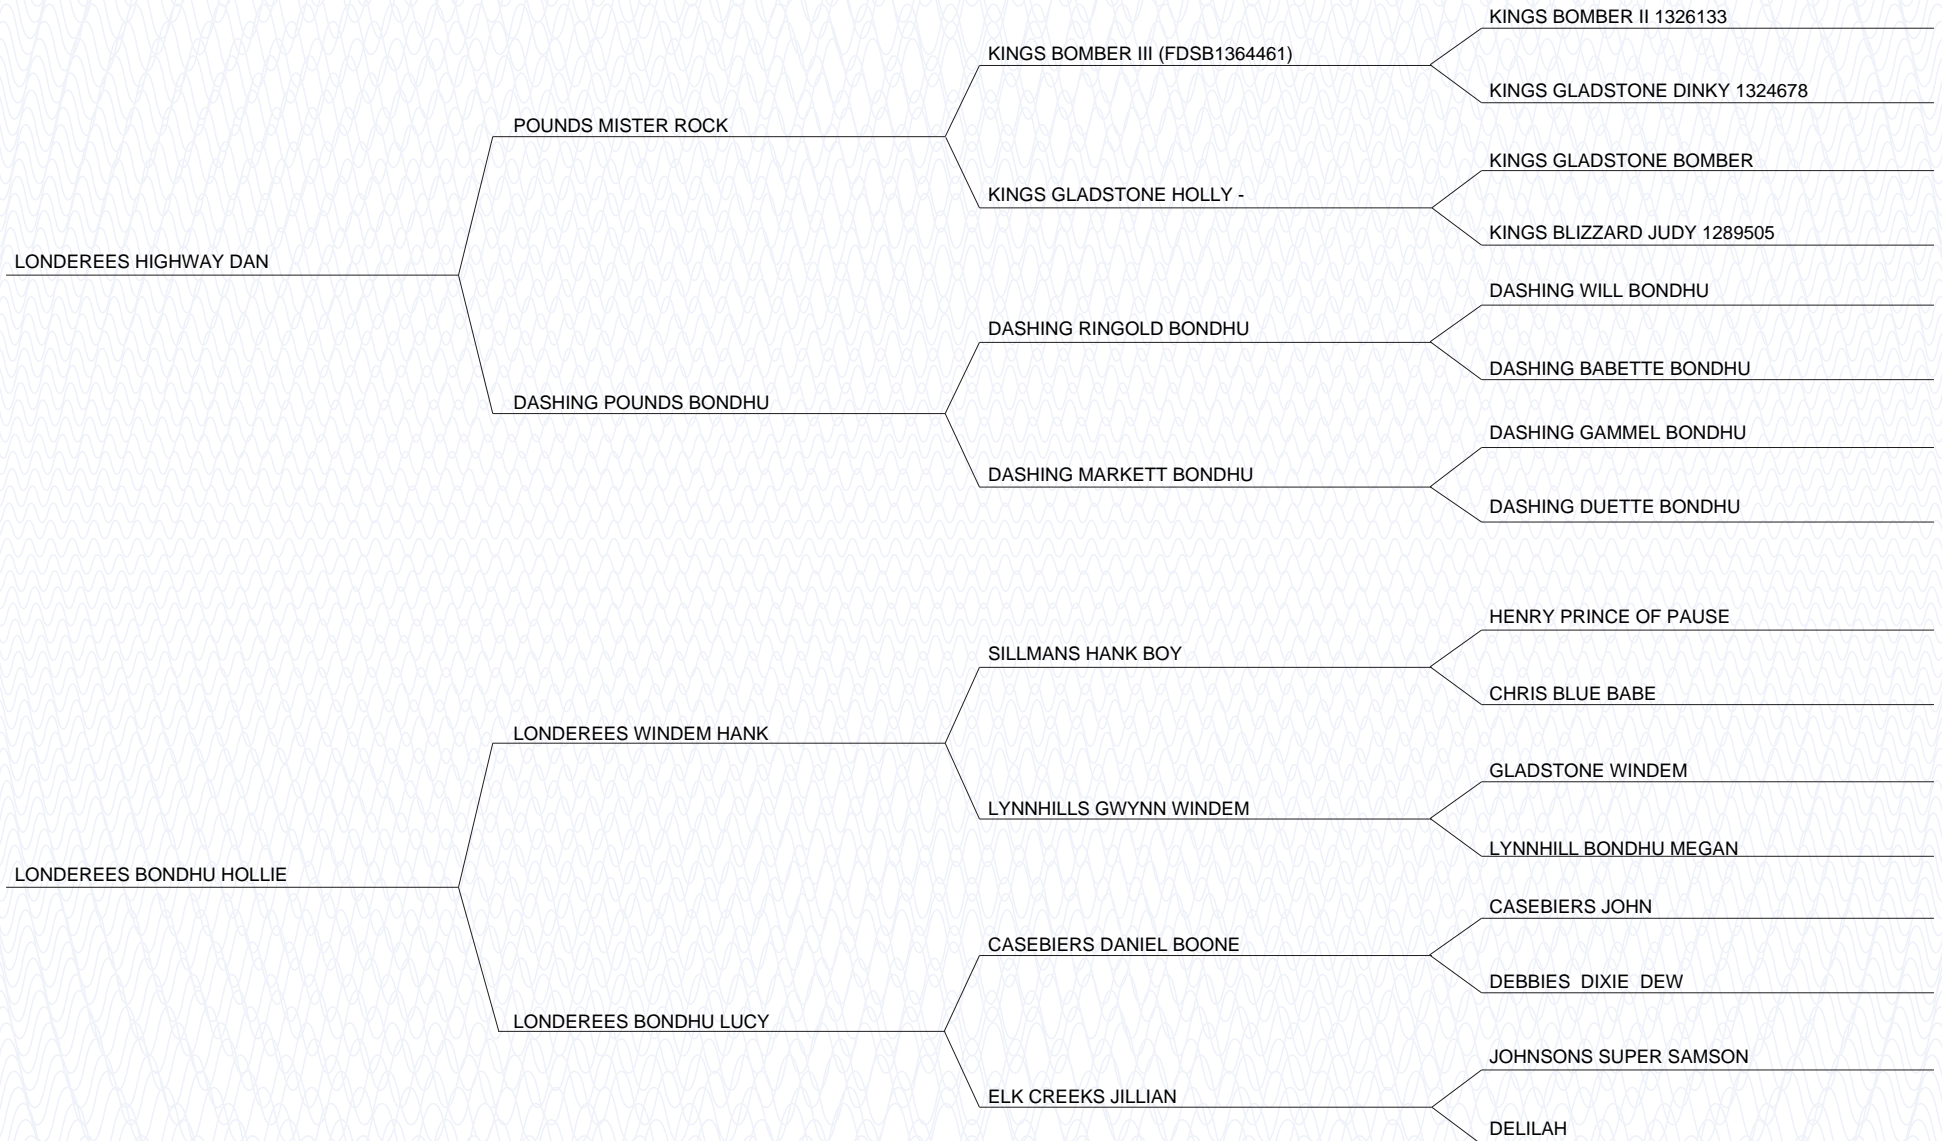 KINGS BOMBER II 1326133
KINGS BOMBER III (FDSB1364461)
KINGS GLADSTONE DINKY 1324678
POUNDS MISTER ROCK
KINGS GLADSTONE BOMBER
KINGS GLADSTONE HOLLY -
KINGS BLIZZARD JUDY 1289505
LONDEREES HIGHWAY DAN
DASHING WILL BONDHU
DASHING RINGOLD BONDHU
DASHING BABETTE BONDHU
DASHING POUNDS BONDHU
DASHING GAMMEL BONDHU
DASHING MARKETT BONDHU
DASHING DUETTE BONDHU
HENRY PRINCE OF PAUSE
SILLMANS HANK BOY
CHRIS BLUE BABE
LONDEREES WINDEM HANK
GLADSTONE WINDEM
LYNNHILLS GWYNN WINDEM
LYNNHILL BONDHU MEGAN
LONDEREES BONDHU HOLLIE
CASEBIERS JOHN
CASEBIERS DANIEL BOONE
DEBBIES  DIXIE  DEW
LONDEREES BONDHU LUCY
JOHNSONS SUPER SAMSON
ELK CREEKS JILLIAN
DELILAH